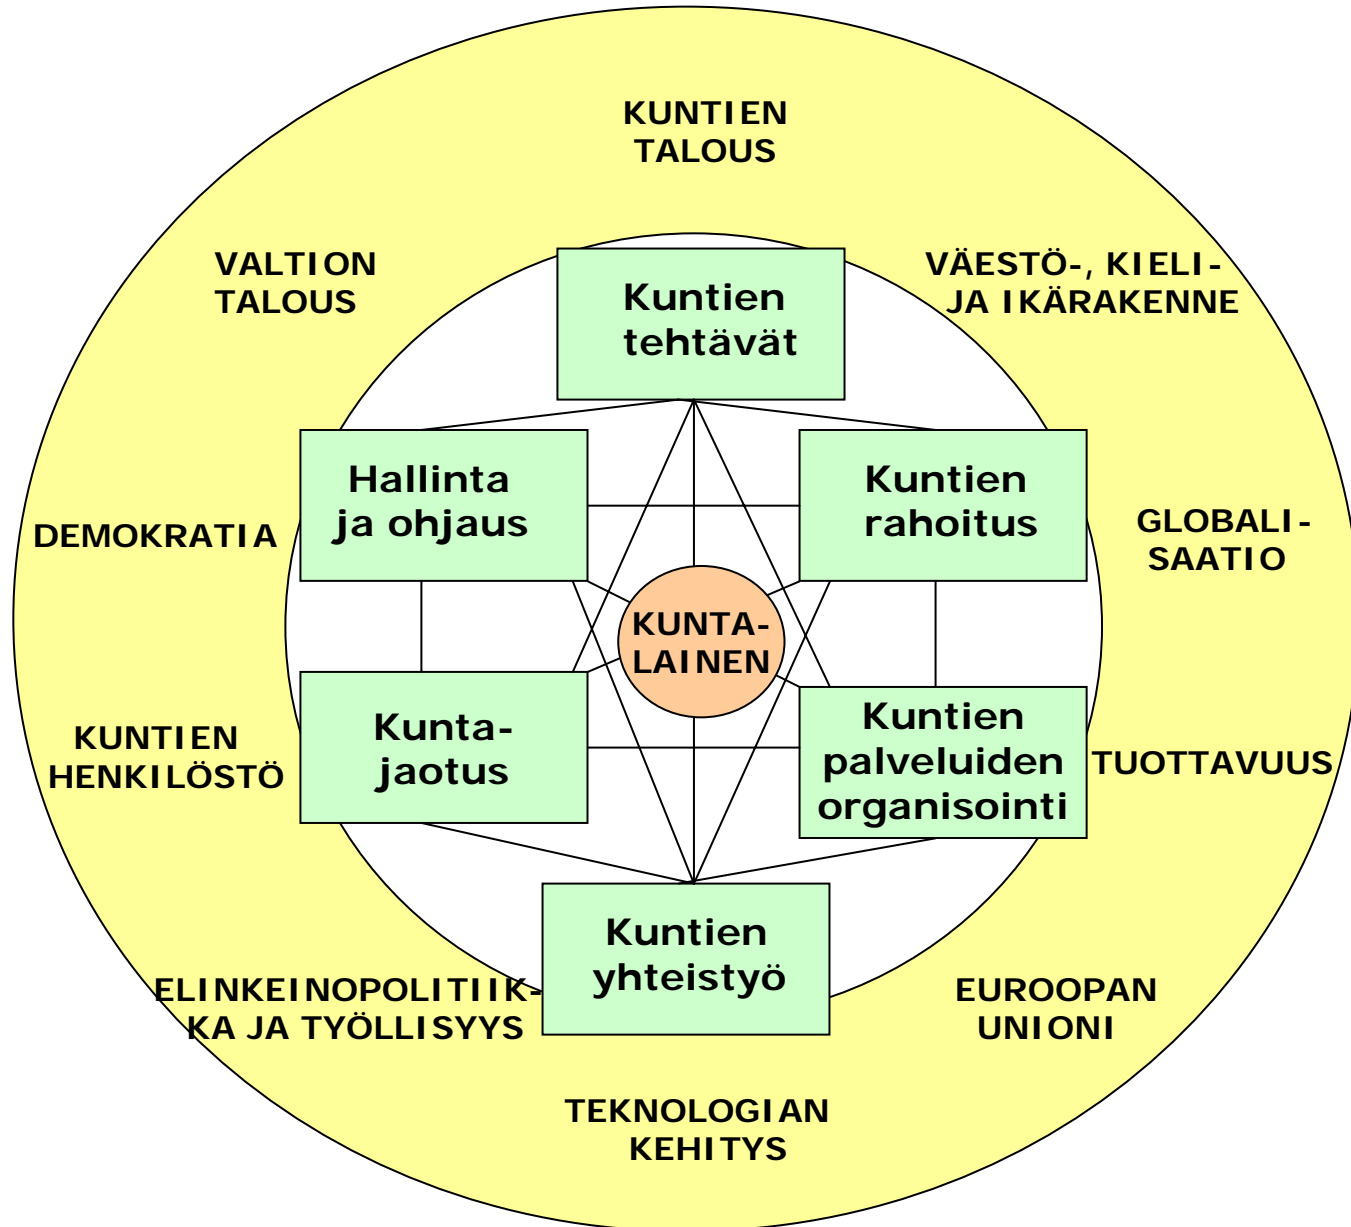 KUNTIEN
TALOUS
VALTION
TALOUS
VÄESTÖ-, KIELI-
JA IKÄRAKENNE
Kuntien
tehtävät
Hallinta
ja ohjaus
Kuntien
rahoitus
DEMOKRATIA
GLOBALI-
SAATIO
KUNTA-
LAINEN
KUNTIEN
HENKILÖSTÖ
Kunta-
jaotus
Kuntien
palveluiden
organisointi
TUOTTAVUUS
Kuntien
yhteistyö
ELINKEINOPOLITIIK-
KA JA TYÖLLISYYS
EUROOPAN
UNIONI
TEKNOLOGIAN
KEHITYS